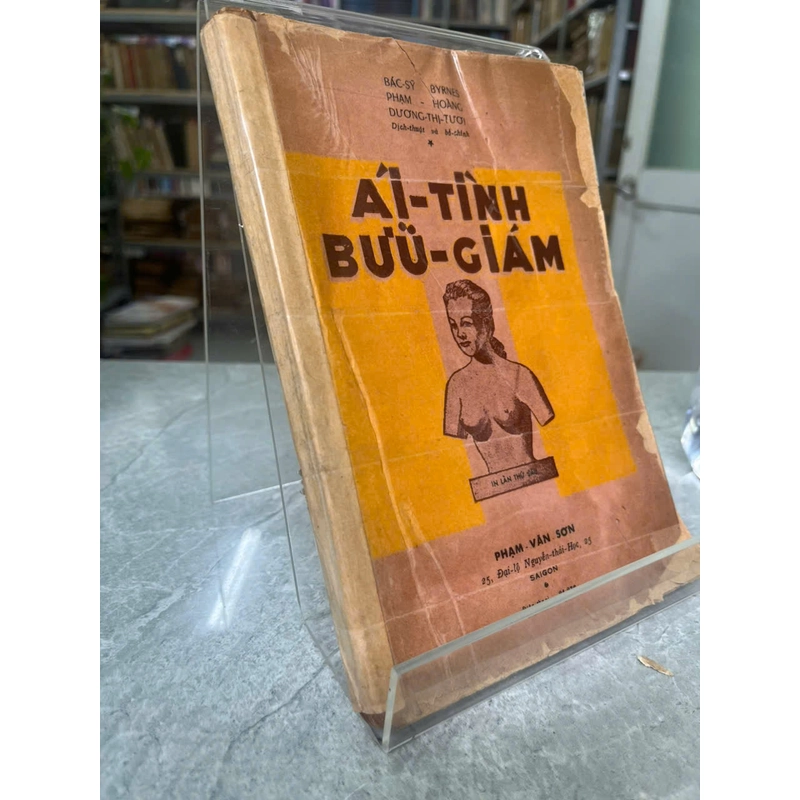 BÁC-SỸ BYRNES
PHẠM - HOÀNG
DƯƠNG-THỊ-TƯƠI
Dịch-thuật và bổ-chính
ÁI-TÌNH
BỬU-GIÁM
IN LẦN THỨ
PHẠM-VĂN-SƠN
25, Đại-lộ Nguyễn-thái-Học, 25
SAIGON